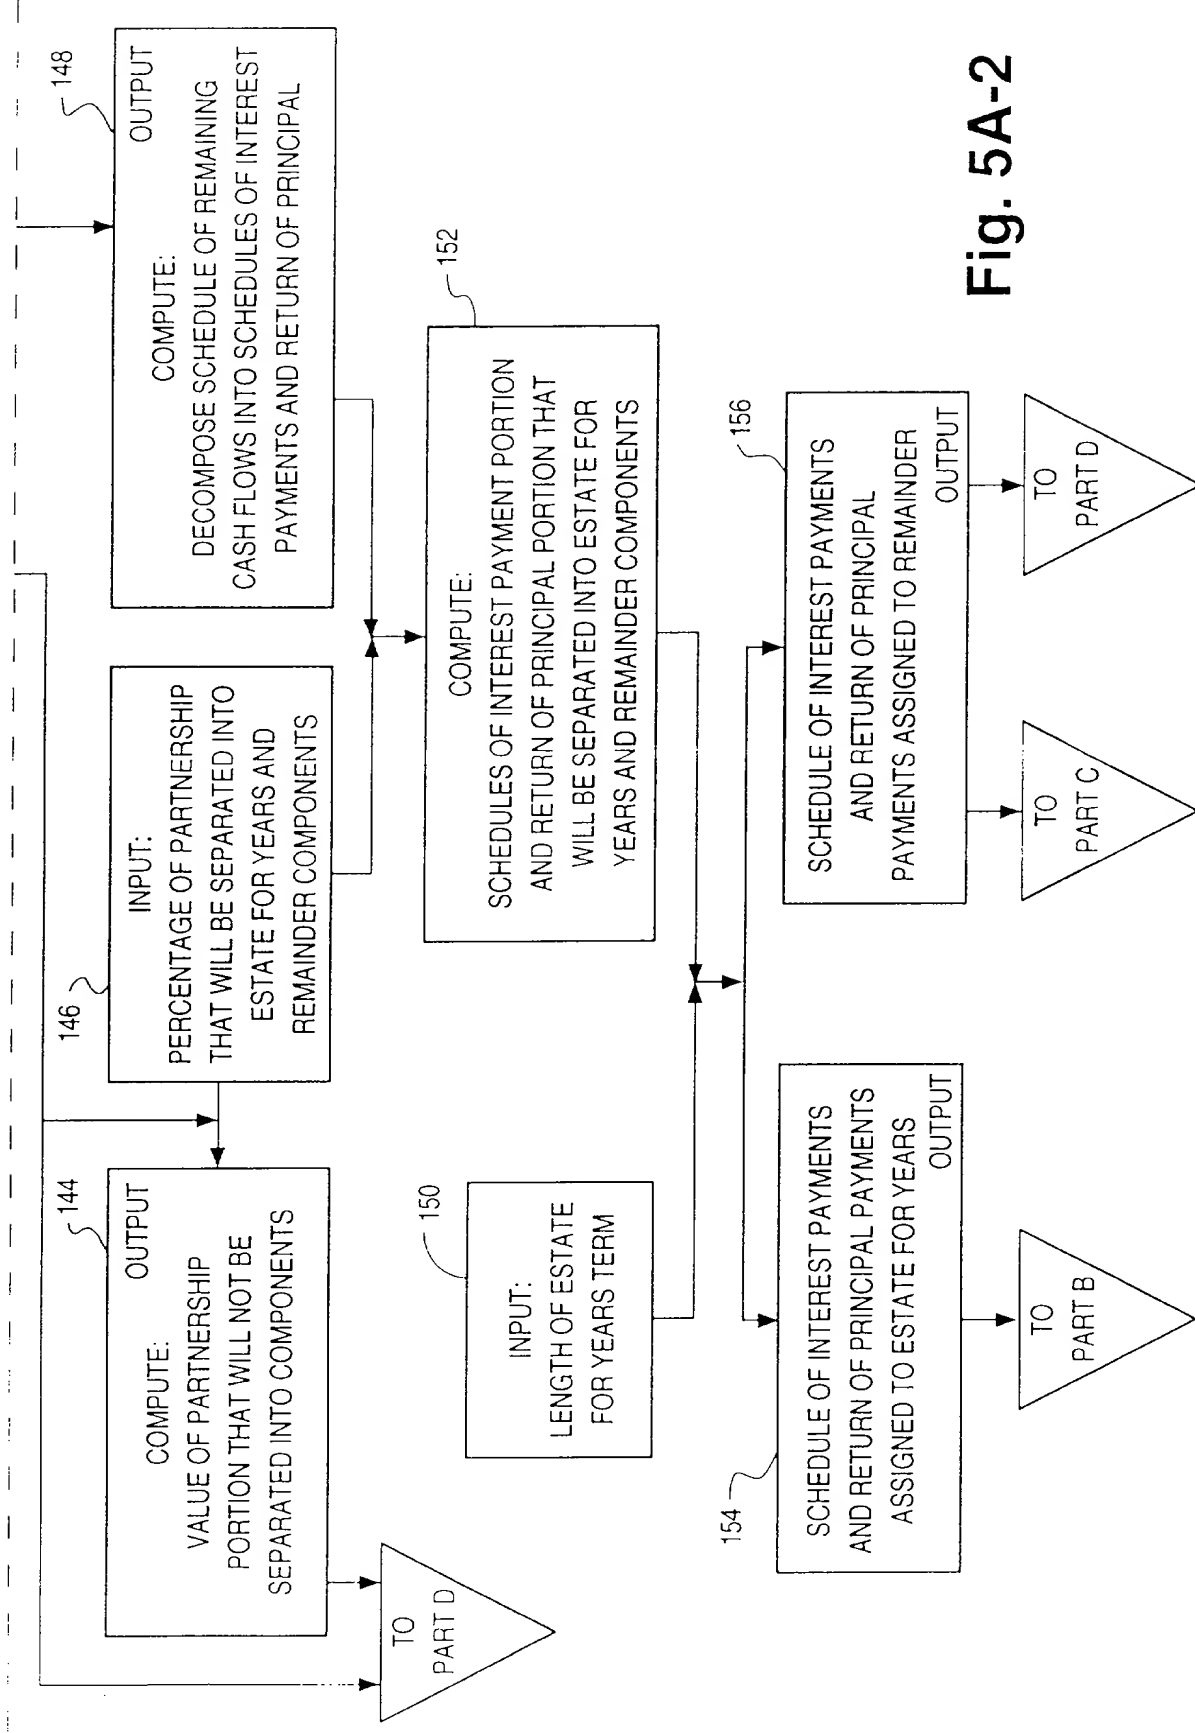 144
OUTPUT
COMPUTE:
VALUE OF PARTNERSHIP
PORTION THAT WILL NOT BE
SEPARATED INTO COMPONENTS
146
INPUT:
PERCENTAGE OF PARTNERSHIP
THAT WILL BE SEPARATED INTO
ESTATE FOR YEARS AND
REMAINDER COMPONENTS
148
OUTPUT
COMPUTE:
DECOMPOSE SCHEDULE OF REMAINING
CASH FLOWS INTO SCHEDULES OF INTEREST
PAYMENTS AND RETURN OF PRINCIPAL
TO
PART D
150
INPUT:
LENGTH OF ESTATE
FOR YEARS TERM
152
COMPUTE:
SCHEDULES OF INTEREST PAYMENT PORTION
AND RETURN OF PRINCIPAL PORTION THAT
WILL BE SEPARATED INTO ESTATE FOR
YEARS AND REMAINDER COMPONENTS
154
SCHEDULE OF INTEREST PAYMENTS
AND RETURN OF PRINCIPAL PAYMENTS
ASSIGNED TO ESTATE FOR YEARS
OUTPUT
156
SCHEDULE OF INTEREST PAYMENTS
AND RETURN OF PRINCIPAL
PAYMENTS ASSIGNED TO REMAINDER
OUTPUT
TO
PART B
TO
PART C
TO
PART D
Fig. 5A-2